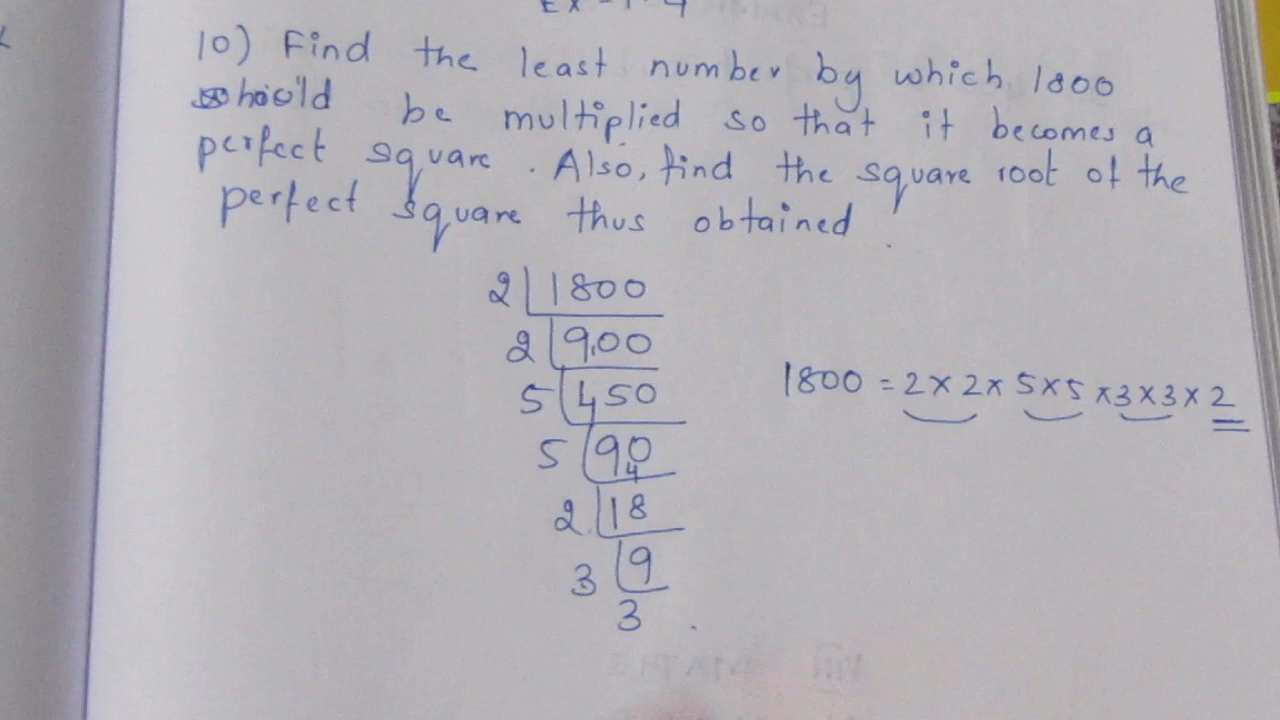 10) Find the least number by which 1800
should be multiplied so that it becomes a
perfect square. Also, find the square root of the
perfect square thus obtained.
2 | 1800
2 | 900
5 | 450
5 | 90
2 | 18
3 | 9
3
1800 = 2 × 2 × 5 × 5 × 3 × 3 × 2